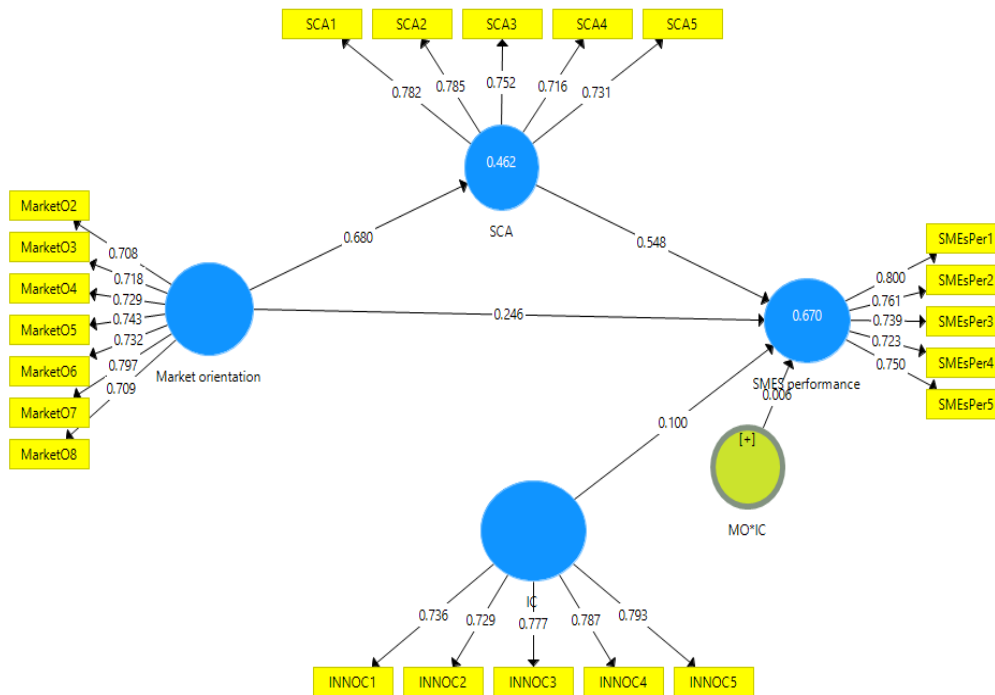 SCA1 SCA2 SCA3 SCA4 SCA5
0.782 0.785 0.752 0.716 0.731
0.462
SCA
MarketO2
MarketO3
MarketO4
MarketO5
MarketO6
MarketO7
MarketO8
0.708
0.718
0.729
0.743
0.732
0.797
0.709
Market orientation
0.680
0.548
0.246
0.100
0.006
0.670
SMES performance
0.800
0.761
0.739
0.723
0.750
SMEsPer1
SMEsPer2
SMEsPer3
SMEsPer4
SMEsPer5
[+]
MO*IC
IC
0.736 0.729 0.777 0.787 0.793
INNOC1 INNOC2 INNOC3 INNOC4 INNOC5